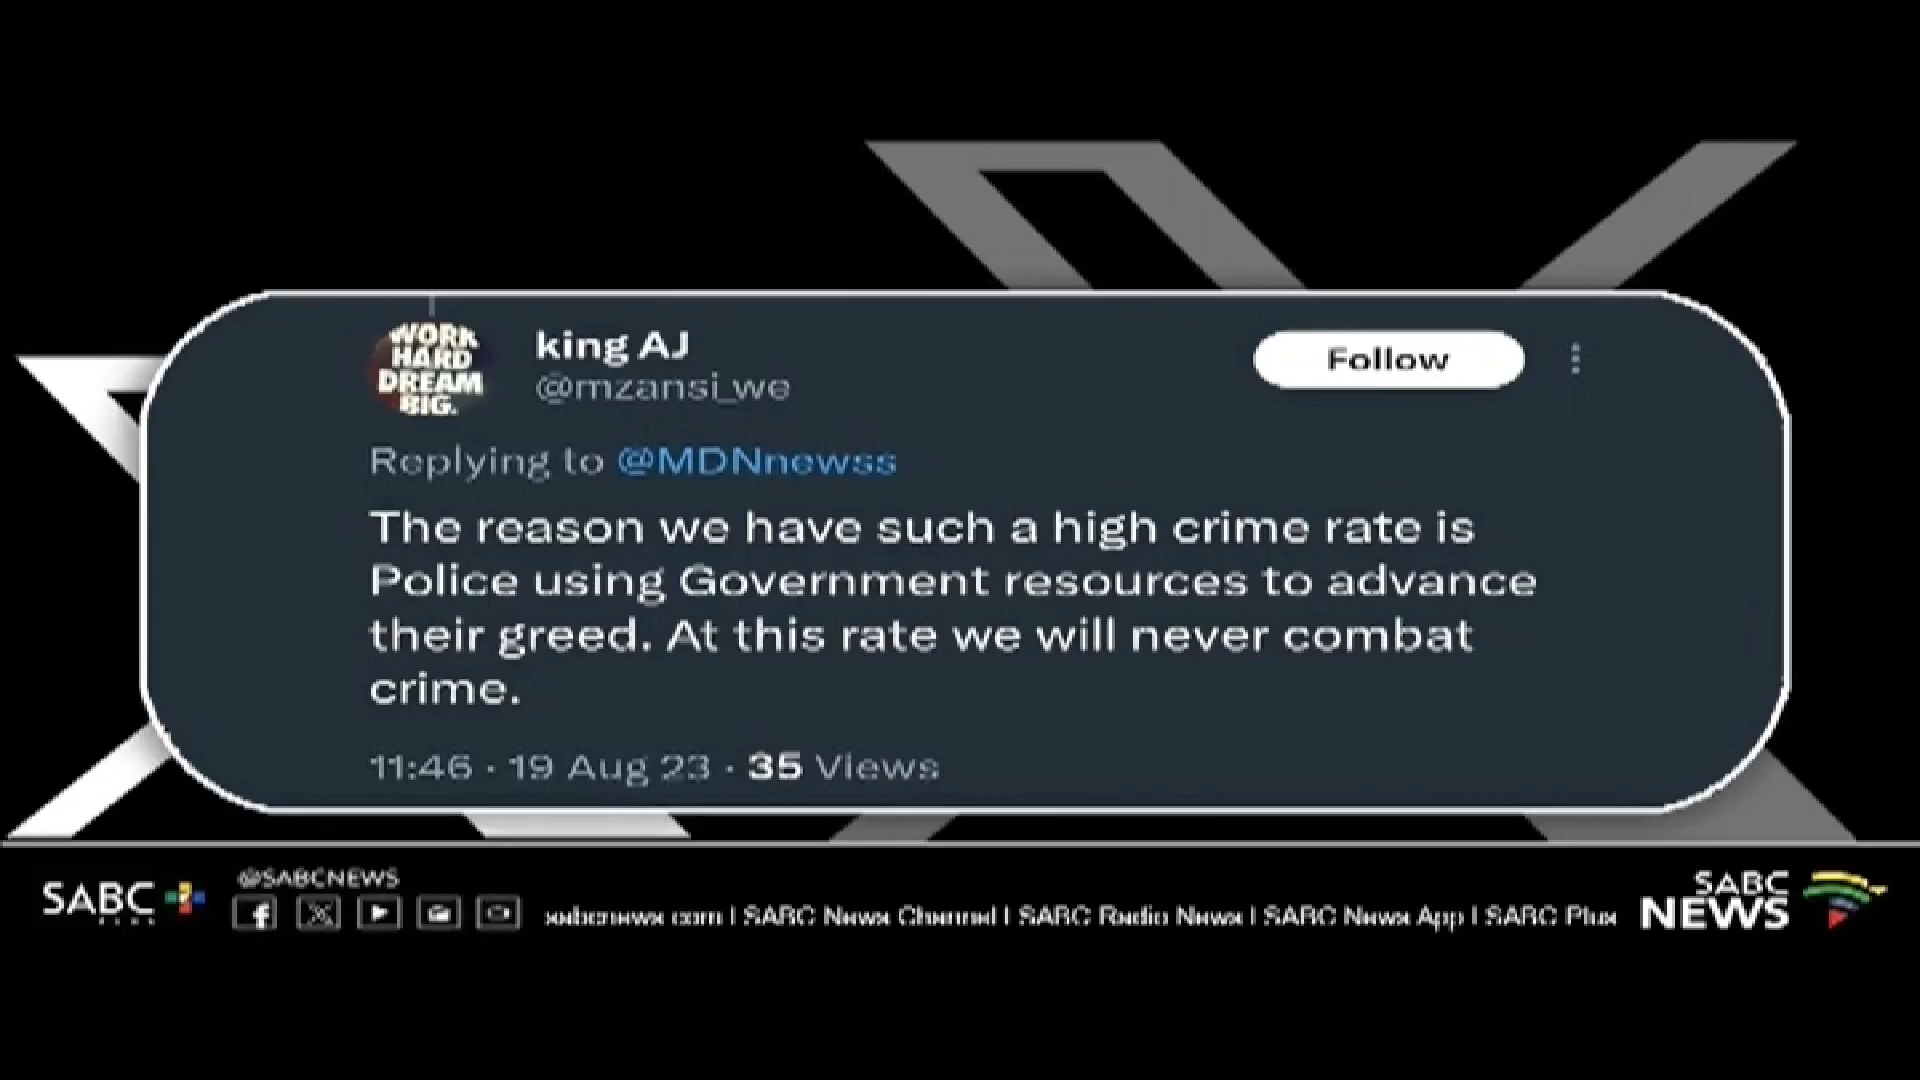 WORK
HARD
DREAM
BIG.
king AJ
@mzansi_we
Follow
Replying to @MDNnewss
The reason we have such a high crime rate is
Police using Government resources to advance
their greed. At this rate we will never combat
crime.
11:46 · 19 Aug 23 · 35 Views
SABC
@SABCNEWS
sabcnews.com | SABC News Channel | SABC Radio News | SABC News App | SABC Plus
SABC
NEWS